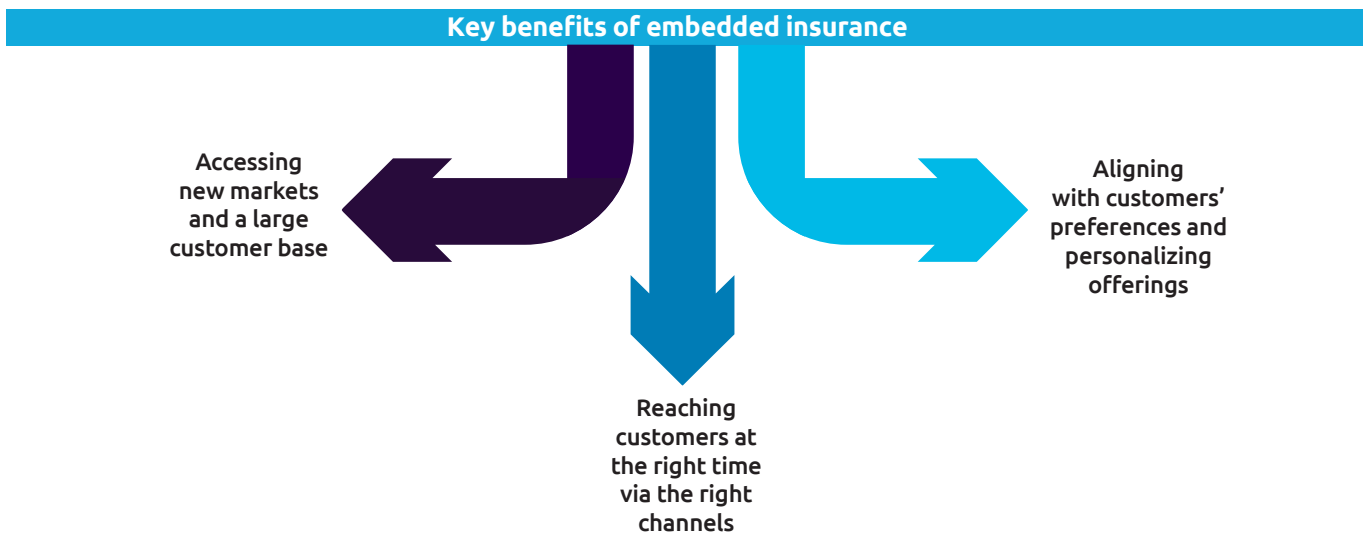 Key benefits of embedded insurance
Accessing
new markets
and a large
customer base
Reaching
customers at
the right time
via the right
channels
Aligning
with customers’
preferences and
personalizing
offerings